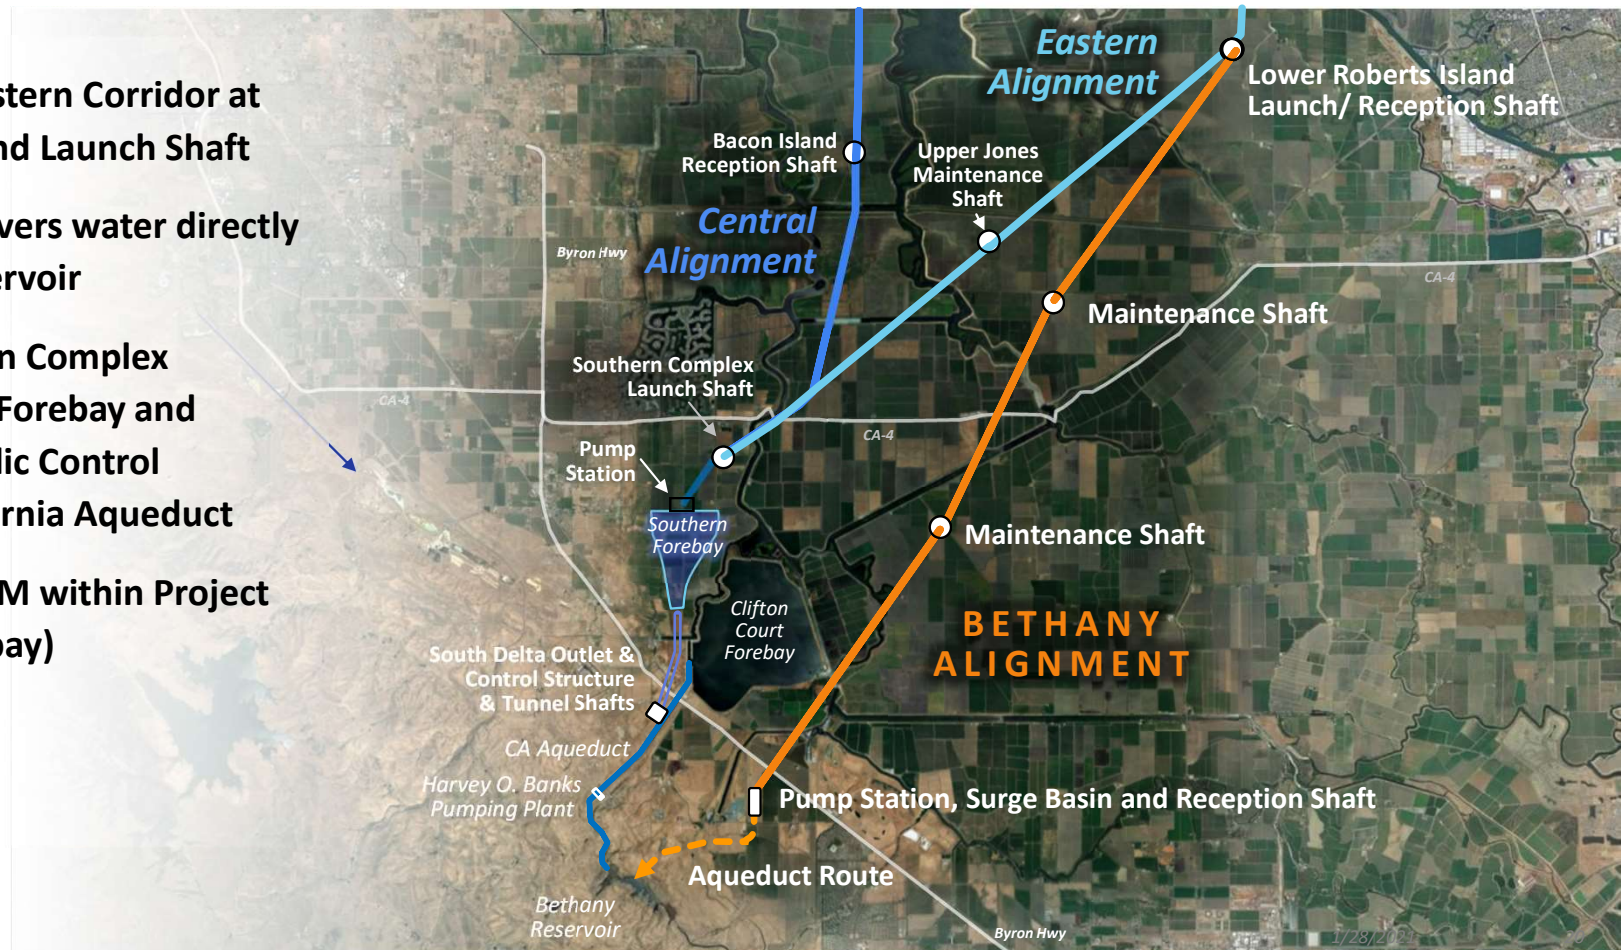 stern Corridor at
nd Launch Shaft
vers water directly
ervoir
n Complex
Forebay and
lic Control
ornia Aqueduct
M within Project
bay)
Eastern
Alignment
Lower Roberts Island
Launch/ Reception Shaft
Bacon Island
Reception Shaft
Upper Jones
Maintenance
Shaft
Central
Alignment
Byron Hwy
CA-4
Maintenance Shaft
Southern Complex
Launch Shaft
CA-4
CA-4
Pump
Station
Southern
Forebay
Maintenance Shaft
Clifton
Court
Forebay
BETHANY
ALIGNMENT
South Delta Outlet &
Control Structure
& Tunnel Shafts
CA Aqueduct
Harvey O. Banks
Pumping Plant
Pump Station, Surge Basin and Reception Shaft
Aqueduct Route
Bethany
Reservoir
Byron Hwy